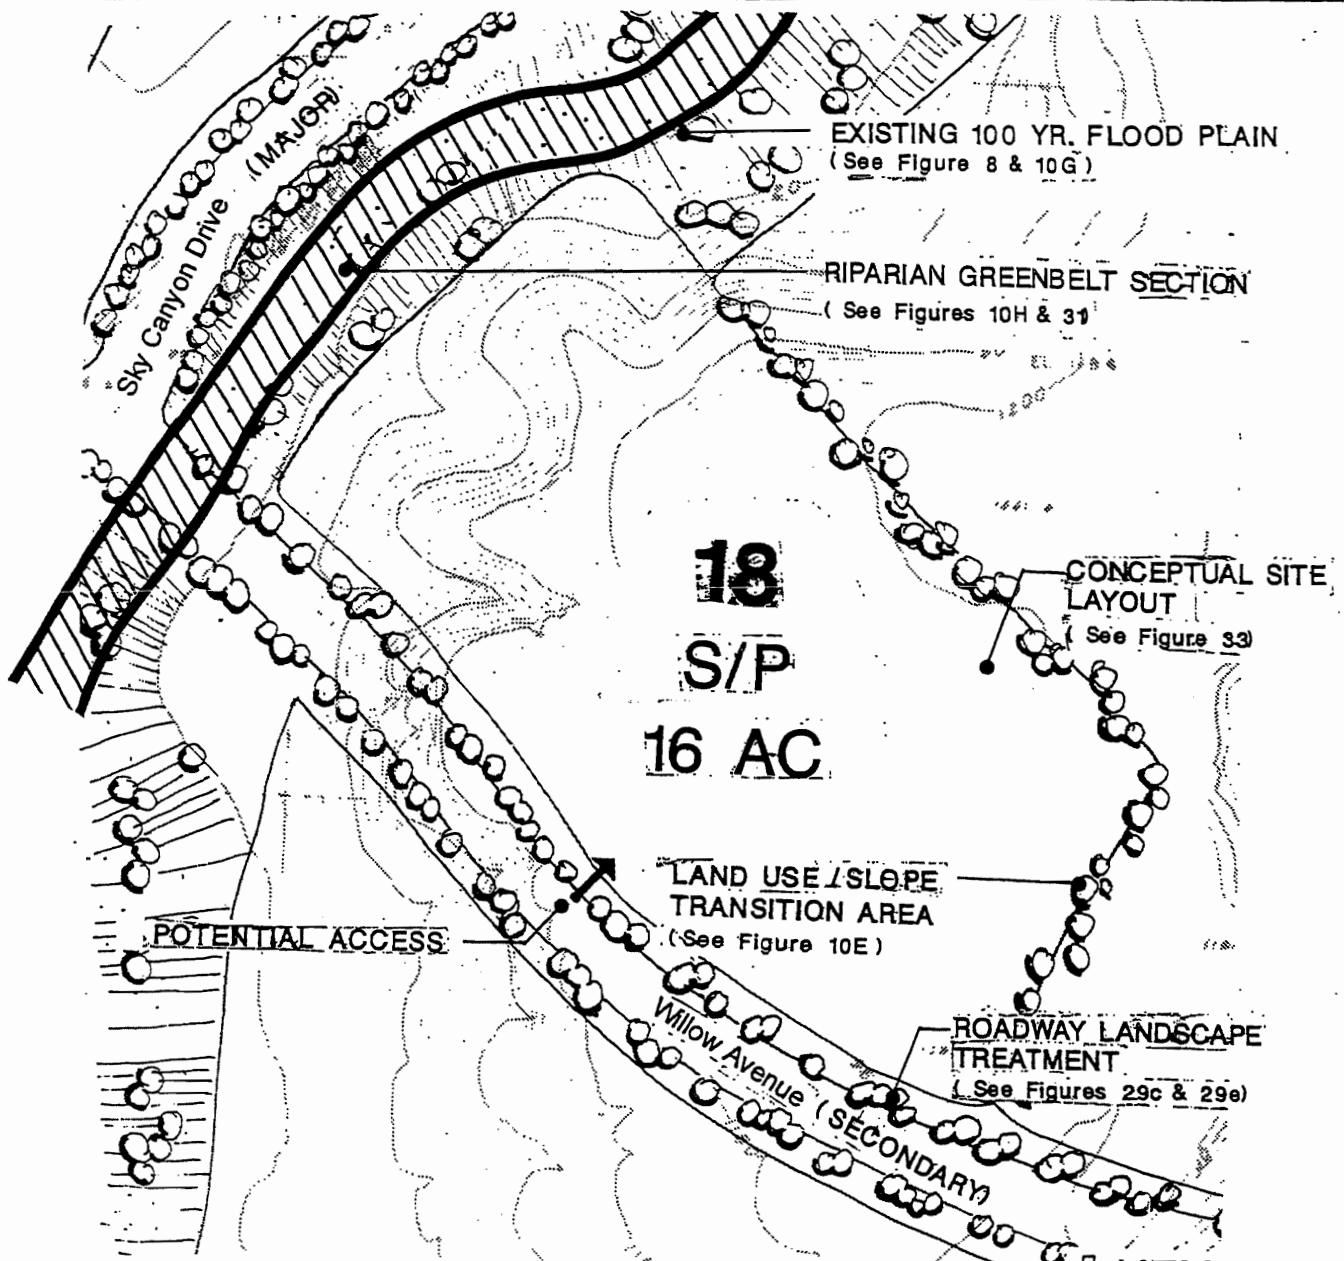 EXISTING 100 YR. FLOOD PLAIN
(See Figure 8 & 10G)
(MAJOR)
Sky Canyon Drive
RIPARIAN GREENBELT SECTION
(See Figures 10H & 31)
1200
18
S/P
16 AC
CONCEPTUAL SITE
LAYOUT
(See Figure 33)
LAND USE/SLOPE
TRANSITION AREA
(See Figure 10E)
POTENTIAL ACCESS
Willow Avenue (SECONDARY)
ROADWAY LANDSCAPE
TREATMENT
(See Figures 29c & 29e)